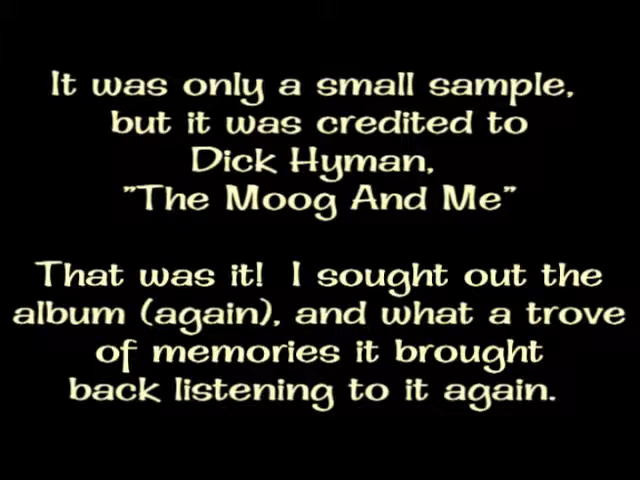 It was only a small sample,
but it was credited to
Dick Hyman,
"The Moog And Me"
That was it!  I sought out the
album (again), and what a trove
of memories it brought
back listening to it again.